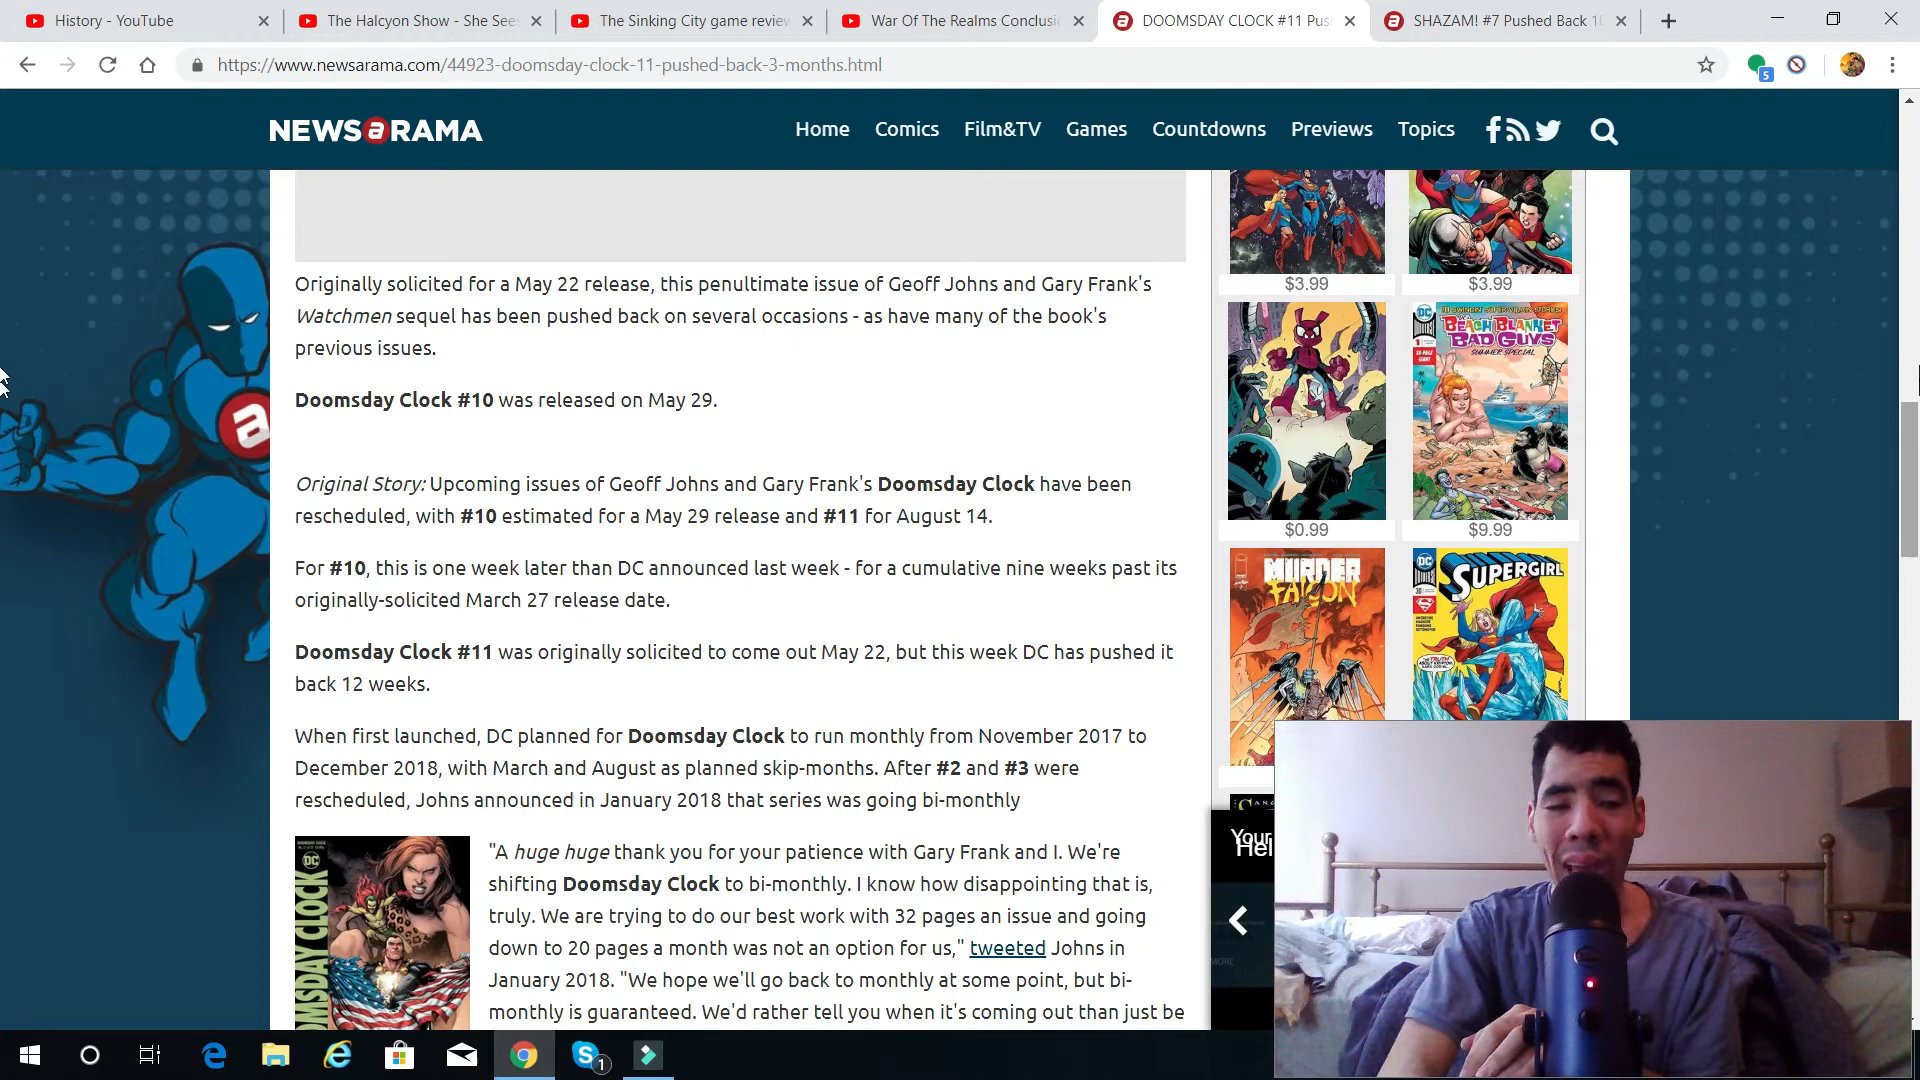 History - YouTube
The Halcyon Show - She See
The Sinking City game review
War Of The Realms Conclusi
DOOMSDAY CLOCK #11 Pus
SHAZAM! #7 Pushed Back 10
https://www.newsarama.com/44923-doomsday-clock-11-pushed-back-3-months.html
5
NEWSaRAMA
Home
Comics
Film&TV
Games
Countdowns
Previews
Topics
Originally solicited for a May 22 release, this penultimate issue of Geoff Johns and Gary Frank's
Watchmen sequel has been pushed back on several occasions - as have many of the book's
previous issues.
Doomsday Clock #10 was released on May 29.
Original Story: Upcoming issues of Geoff Johns and Gary Frank's Doomsday Clock have been
rescheduled, with #10 estimated for a May 29 release and #11 for August 14.
For #10, this is one week later than DC announced last week - for a cumulative nine weeks past its
originally-solicited March 27 release date.
Doomsday Clock #11 was originally solicited to come out May 22, but this week DC has pushed it
back 12 weeks.
When first launched, DC planned for Doomsday Clock to run monthly from November 2017 to
December 2018, with March and August as planned skip-months. After #2 and #3 were
rescheduled, Johns announced in January 2018 that series was going bi-monthly
DC
OMSDAY CLOCK
"A huge huge thank you for your patience with Gary Frank and I. We're
shifting Doomsday Clock to bi-monthly. I know how disappointing that is,
truly. We are trying to do our best work with 32 pages an issue and going
down to 20 pages a month was not an option for us," tweeted Johns in
January 2018. "We hope we'll go back to monthly at some point, but bi-
monthly is guaranteed. We'd rather tell you when it's coming out than just be
$3.99
$3.99
DC
BEACH BLANKET
BAD GUYS
SUMMER SPECIAL
$0.99
$9.99
MURDER
FALCON
DC
SUPERGIRL
30
Your
Hel
a
1